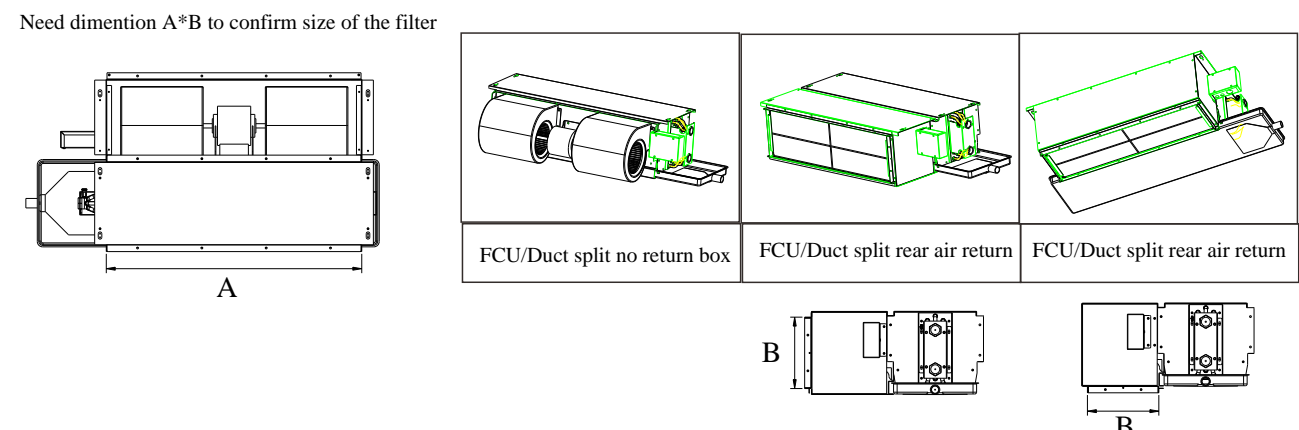 Need dimention A*B to confirm size of the filter
A
FCU/Duct split no return box
FCU/Duct split rear air return
FCU/Duct split rear air return
B
B